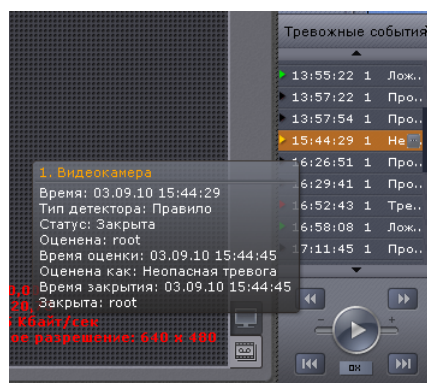 Тревожные события
13:55:22 1 Лож..
13:57:22 1 Про..
13:57:54 1 Про..
15:44:29 1 Не
16:26:51 1 Про..
16:29:41 1 Про..
16:52:43 1 Тре..
16:58:08 1 Лож..
17:11:45 1 Про..
1. Видеокамера
Время: 03.09.10 15:44:29
Тип детектора: Правило
Статус: Закрыта
Оценена: root
Время оценки: 03.09.10 15:44:45
Оценена как: Неопасная тревога
Время закрытия: 03.09.10 15:44:45
Закрыта: root
Кбайт/сек
разрешение: 640 x 480
- +
0x